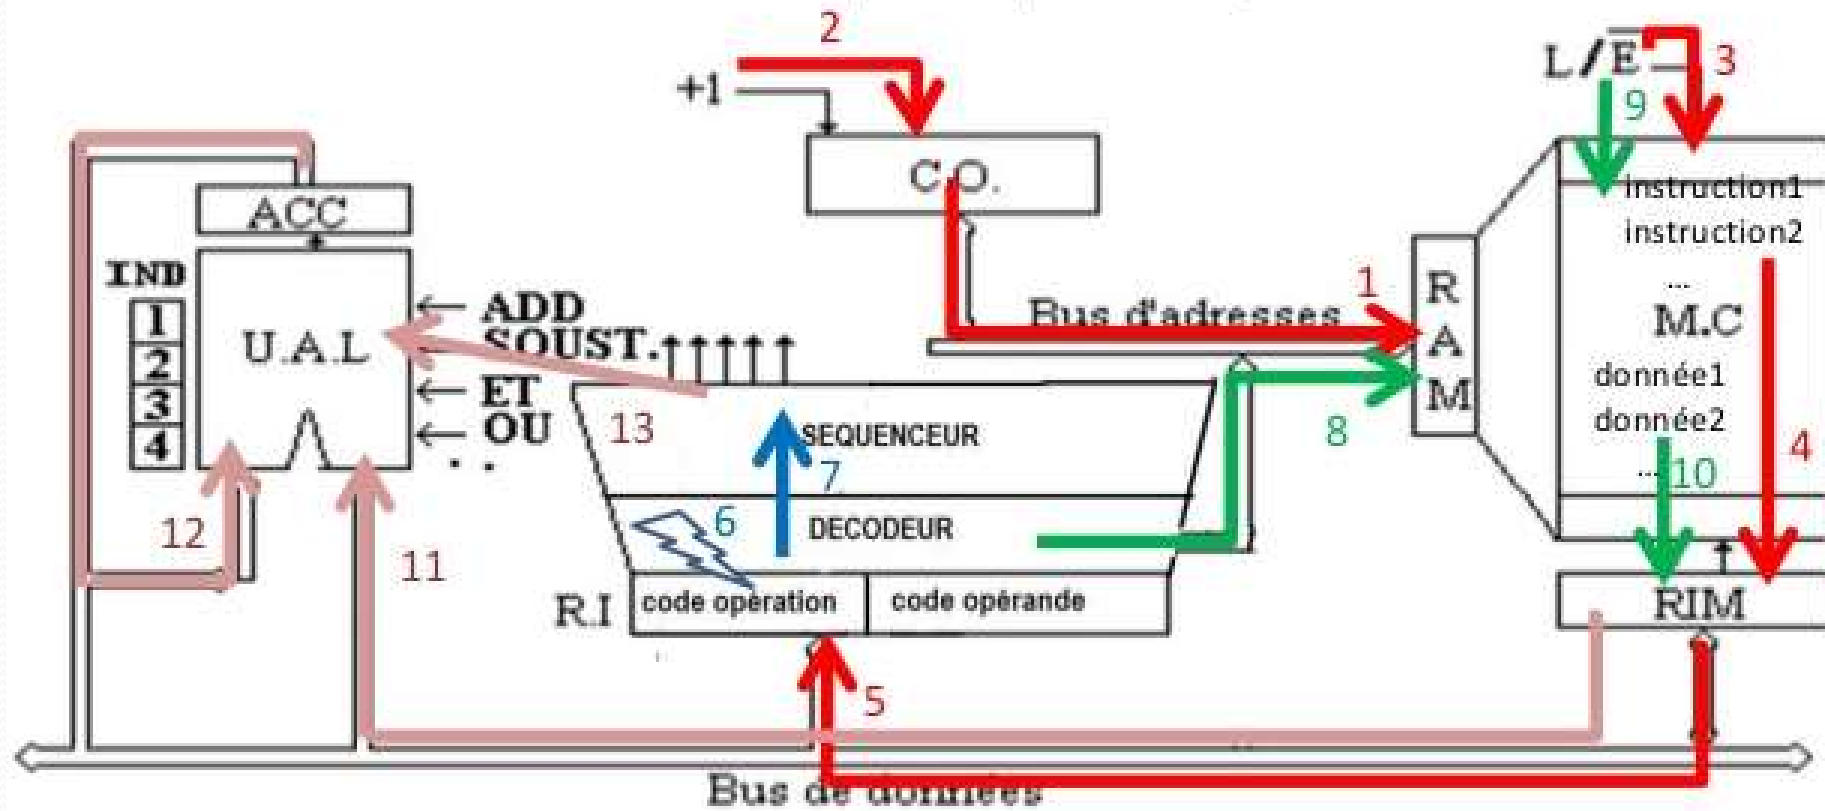 2
+1
L/E
3
9
C.O.
ACC
instruction1
instruction2
...
M.C
donnée1
donnée2
...
10
4
R
A
M
1
Bus d'adresses
8
IND
1
2
3
4
U.A.L
ADD
SOUST.
ET
OU
. .
13
SEQUENCEUR
7
6
DECODEUR
12
11
R.I
code opération
code opérande
RIM
5
Bus de données